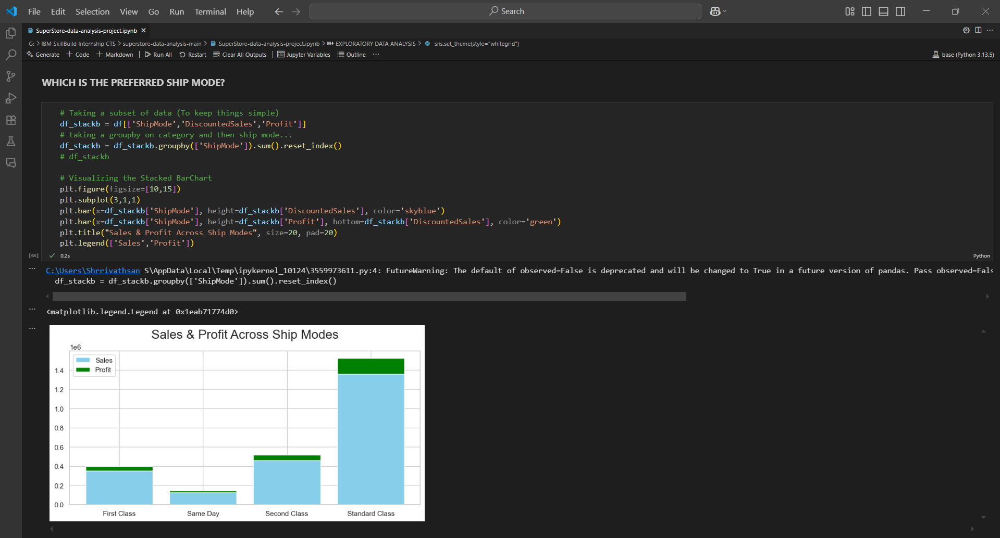 File Edit Selection View Go Run Terminal Help
Search
SuperStore-data-analysis-project.ipynb
G: > IBM SkillBuild Internship CTS > superstore-data-analysis-main > SuperStore-data-analysis-project.ipynb > M↓ EXPLORATORY DATA ANALYSIS > sns.set_theme(style="whitegrid")
Generate + Code + Markdown | Run All Restart Clear All Outputs | Jupyter Variables Outline ...
base (Python 3.13.5)
WHICH IS THE PREFERRED SHIP MODE?
# Taking a subset of data (To keep things simple)
df_stackb = df[['ShipMode','DiscountedSales','Profit']]
# taking a groupby on category and then ship mode...
df_stackb = df_stackb.groupby(['ShipMode']).sum().reset_index()
# df_stackb
# Visualizing the Stacked BarChart
plt.figure(figsize=[10,15])
plt.subplot(3,1,1)
plt.bar(x=df_stackb['ShipMode'], height=df_stackb['DiscountedSales'], color='skyblue')
plt.bar(x=df_stackb['ShipMode'], height=df_stackb['Profit'], bottom=df_stackb['DiscountedSales'], color='green')
plt.title("Sales & Profit Across Ship Modes", size=20, pad=20)
plt.legend(['Sales','Profit'])
[65] 0.2s
Python
C:\Users\Shrrivathsan S\AppData\Local\Temp\ipykernel_10124\3559973611.py:4: FutureWarning: The default of observed=False is deprecated and will be changed to True in a future version of pandas. Pass observed=Fals
df_stackb = df_stackb.groupby(['ShipMode']).sum().reset_index()
<matplotlib.legend.Legend at 0x1eab71774d0>
Sales & Profit Across Ship Modes
1e6
Sales
Profit
1.4
1.2
1.0
0.8
0.6
0.4
0.2
0.0
First Class Same Day Second Class Standard Class